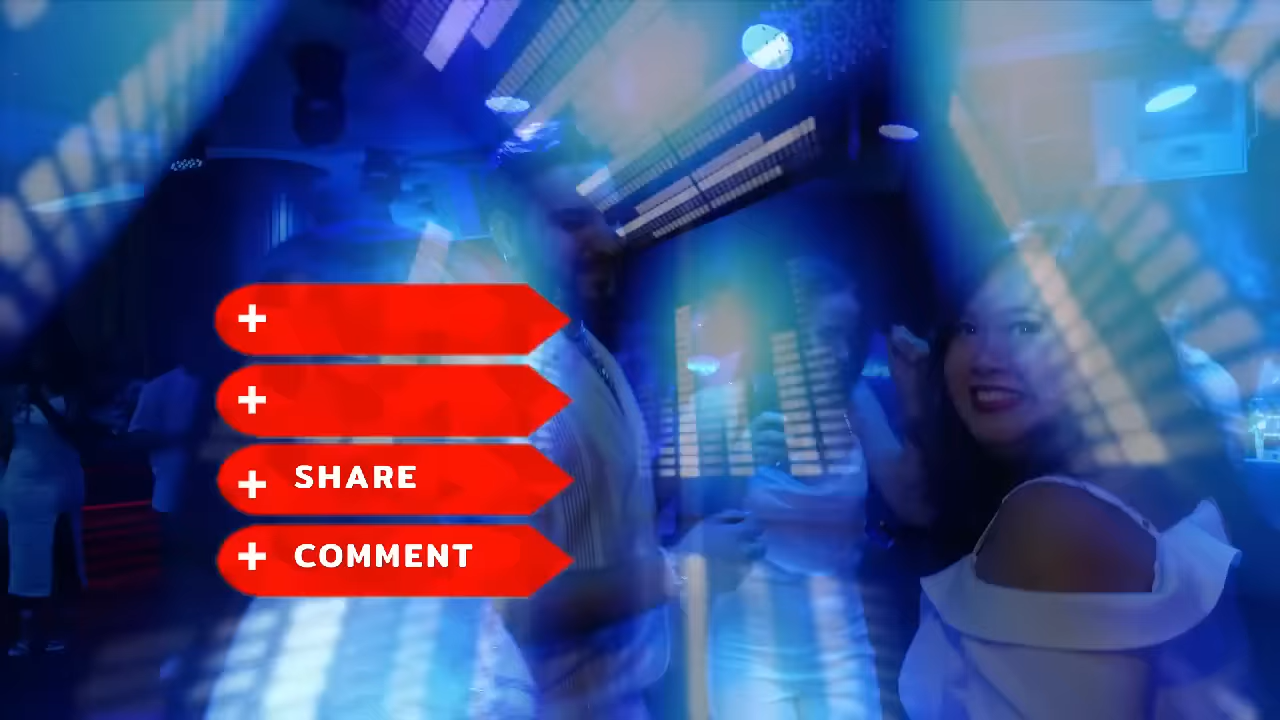 +
+
+ SHARE
+ COMMENT